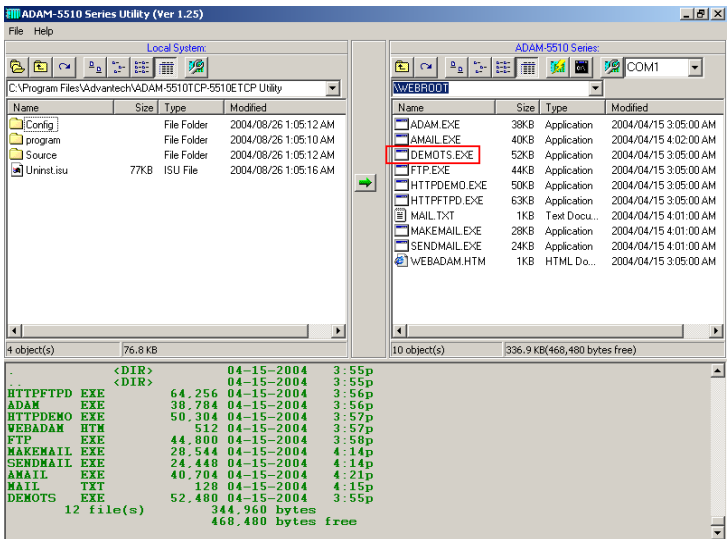 ADAM-5510 Series Utility (Ver 1.25)
File Help
Local System:
C:\Program Files\Advantech\ADAM-5510TCP-5510ETCP Utility
Name Size Type Modified
Config File Folder 2004/08/26 1:05:12 AM
program File Folder 2004/08/26 1:05:10 AM
Source File Folder 2004/08/26 1:05:12 AM
Uninst.isu 77KB ISU File 2004/08/26 1:05:16 AM
4 object(s) 76.8 KB
ADAM-5510 Series:
COM1
\WEBROOT
Name Size Type Modified
ADAM.EXE 38KB Application 2004/04/15 3:05:00 AM
AMAIL.EXE 40KB Application 2004/04/15 4:02:00 AM
DEMOTS.EXE 52KB Application 2004/04/15 3:05:00 AM
FTP.EXE 44KB Application 2004/04/15 3:05:00 AM
HTTPDEMO.EXE 50KB Application 2004/04/15 3:05:00 AM
HTTPFTPD.EXE 63KB Application 2004/04/15 3:05:00 AM
MAIL.TXT 1KB Text Docu... 2004/04/15 4:01:00 AM
MAKEMAIL.EXE 28KB Application 2004/04/15 4:01:00 AM
SENDMAIL.EXE 24KB Application 2004/04/15 4:01:00 AM
WEBADAM.HTM 1KB HTML Do... 2004/04/15 3:05:00 AM
10 object(s) 336.9 KB(468,480 bytes free)
. <DIR> 04-15-2004 3:55p
.. <DIR> 04-15-2004 3:55p
HTTPFTPD EXE 64,256 04-15-2004 3:56p
ADAM EXE 38,784 04-15-2004 3:56p
HTTPDEMO EXE 50,304 04-15-2004 3:57p
WEBADAM HTM 512 04-15-2004 3:57p
FTP EXE 44,800 04-15-2004 3:58p
MAKEMAIL EXE 28,544 04-15-2004 4:14p
SENDMAIL EXE 24,448 04-15-2004 4:14p
AMAIL EXE 40,704 04-15-2004 4:21p
MAIL TXT 128 04-15-2004 4:15p
DEMOTS EXE 52,480 04-15-2004 3:55p
12 file(s) 344,960 bytes
468,480 bytes free